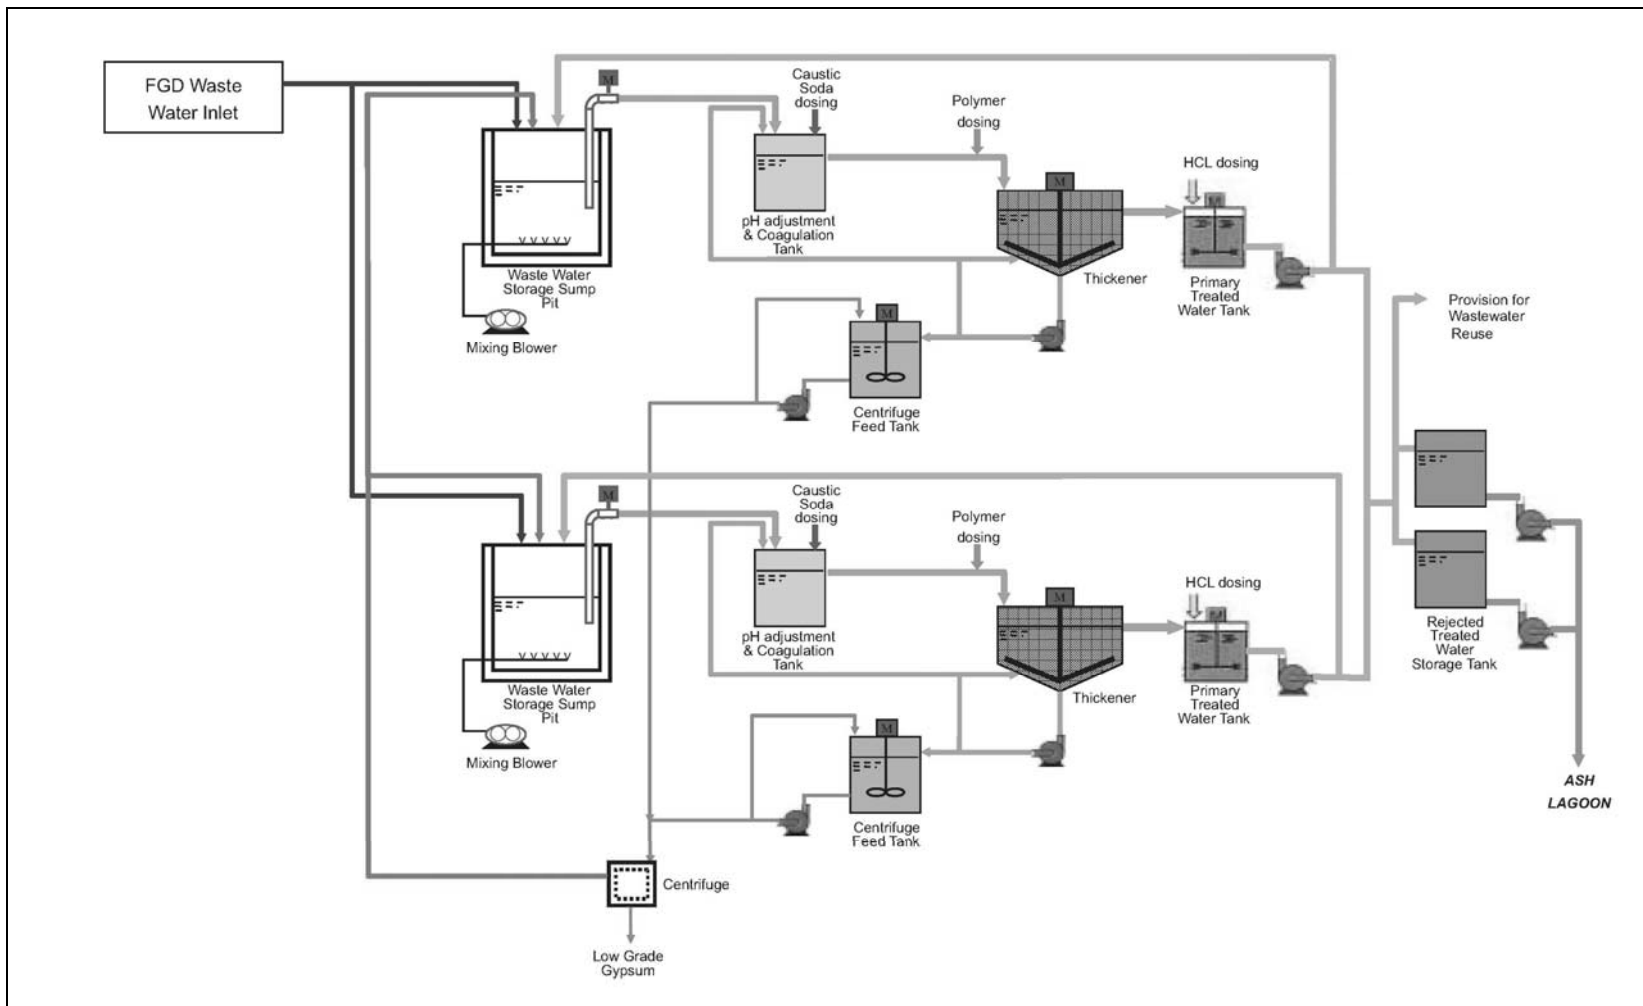 FGD Waste
Water Inlet
M
Caustic
Soda
dosing
Polymer
dosing
HCL dosing
M
M
pH adjustment
& Coagulation
Tank
Thickener
Primary
Treated
Water Tank
Waste Water
Storage Sump
Pit
Mixing Blower
M
Centrifuge
Feed Tank
Provision for
Wastewater
Reuse
M
Caustic
Soda
dosing
Polymer
dosing
HCL dosing
M
M
pH adjustment
& Coagulation
Tank
Thickener
Primary
Treated
Water Tank
Rejected
Treated
Water
Storage Tank
Waste Water
Storage Sump
Pit
Mixing Blower
M
Centrifuge
Feed Tank
ASH
LAGOON
Centrifuge
Low Grade
Gypsum